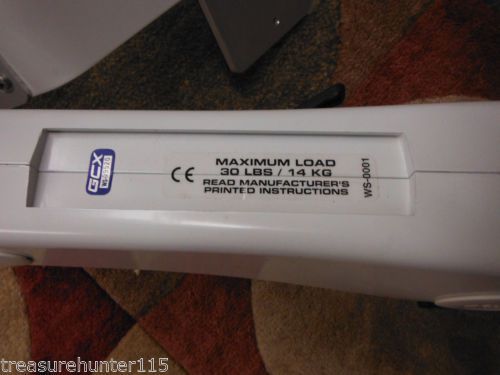 GCX
CE
MAXIMUM LOAD
30 LBS / 14 KG
READ MANUFACTURER'S
PRINTED INSTRUCTIONS
WS-0001
treasurehunter115